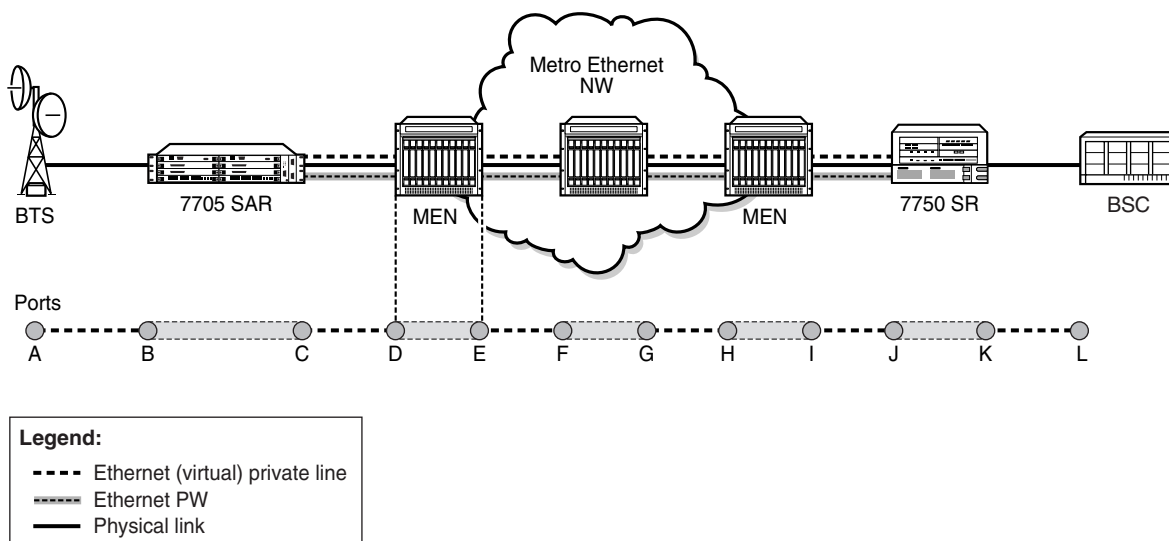 Metro Ethernet
NW
BTS
7705 SAR
MEN
MEN
7750 SR
BSC
Ports
A B C D E F G H I J K L
Legend:
Ethernet (virtual) private line
Ethernet PW
Physical link